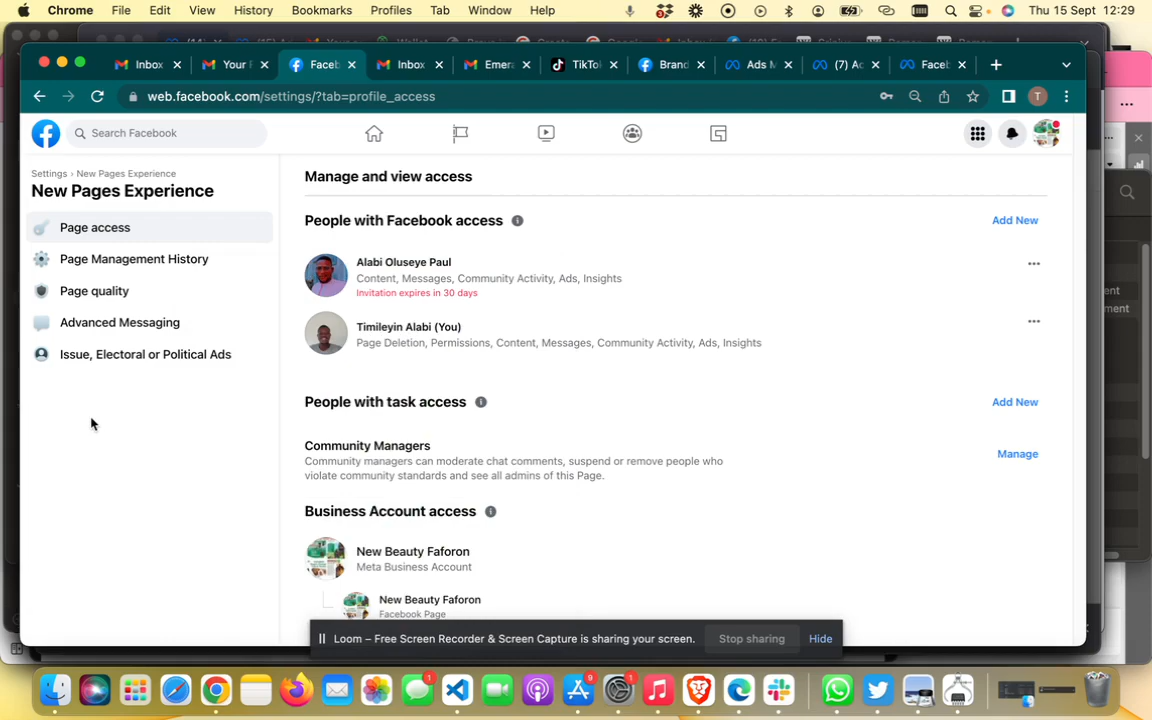 Chrome File Edit View History Bookmarks Profiles Tab Window Help Thu 15 Sept 12:29
Inbox Your F Faceb Inbox Emera TikTo Brand Ads M (7) Ac Faceb
web.facebook.com/settings/?tab=profile_access
Search Facebook
Settings › New Pages Experience
New Pages Experience
Page access
Page Management History
Page quality
Advanced Messaging
Issue, Electoral or Political Ads
Manage and view access
People with Facebook access Add New
Alabi Oluseye Paul
Content, Messages, Community Activity, Ads, Insights
Invitation expires in 30 days
Timileyin Alabi (You)
Page Deletion, Permissions, Content, Messages, Community Activity, Ads, Insights
People with task access Add New
Community Managers
Community managers can moderate chat comments, suspend or remove people who
violate community standards and see all admins of this Page.
Manage
Business Account access
New Beauty Faforon
Meta Business Account
New Beauty Faforon
Facebook Page
Loom – Free Screen Recorder & Screen Capture is sharing your screen. Stop sharing Hide